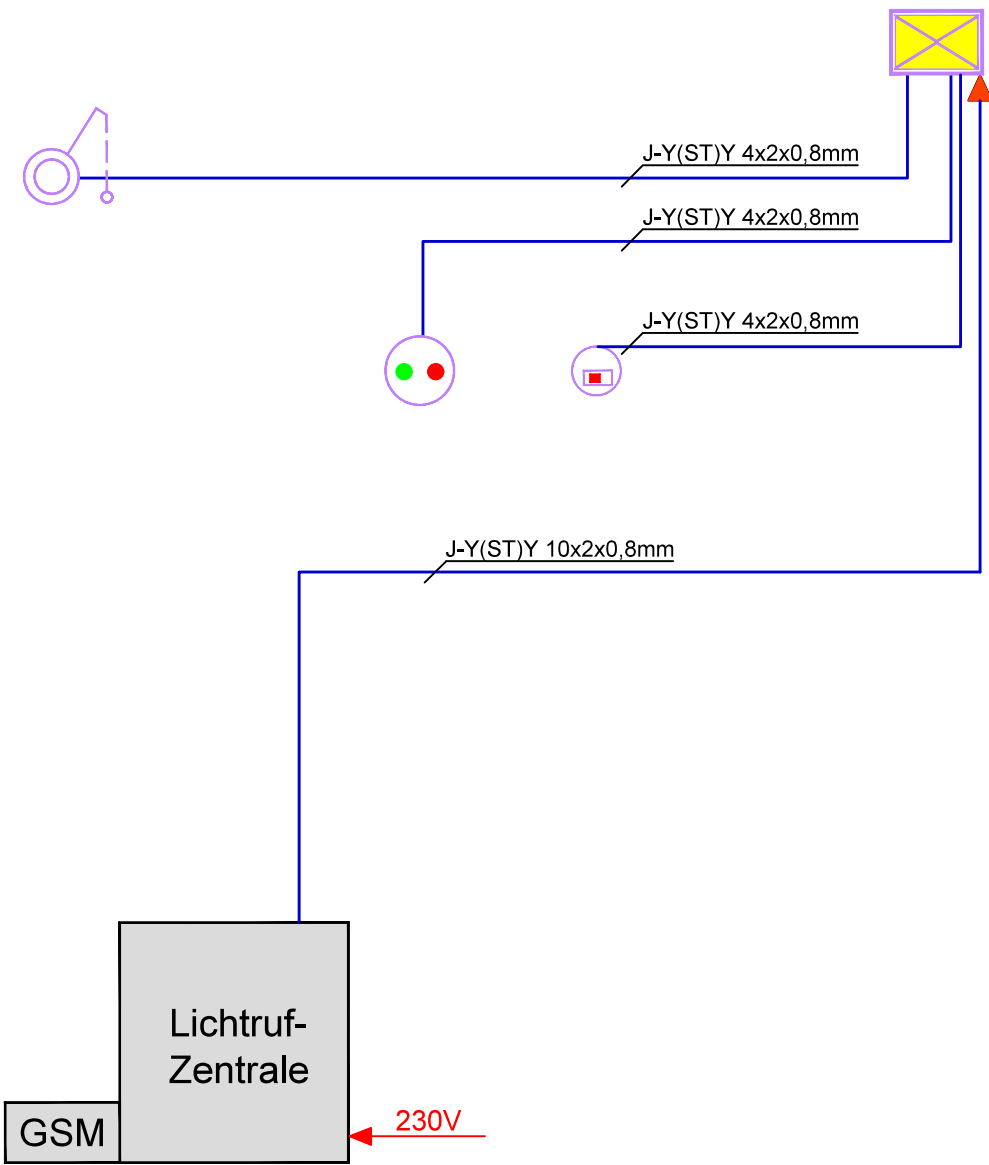 J-Y(ST)Y 4x2x0,8mm
J-Y(ST)Y 4x2x0,8mm
J-Y(ST)Y 4x2x0,8mm
J-Y(ST)Y 10x2x0,8mm
Lichtruf-
Zentrale
GSM
230V